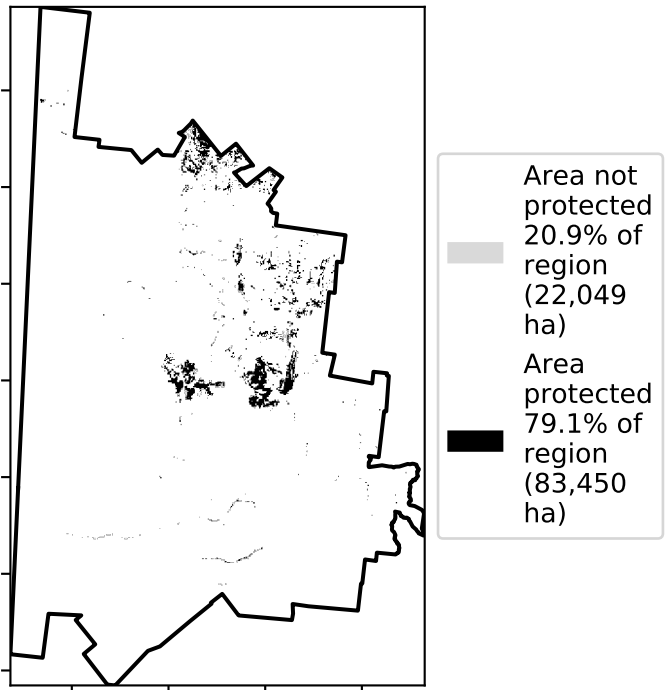 Area not
protected
20.9% of
region
(22,049
ha)
Area
protected
79.1% of
region
(83,450
ha)